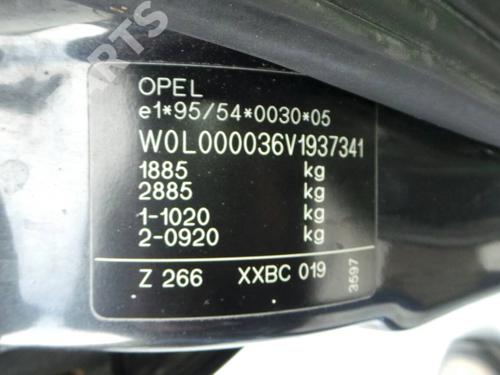 PARTS
OPEL
e1*95/54*0030*05
W0L000036V1937341
1885 kg
2885 kg
1-1020 kg
2-0920 kg
Z 266 XXBC 019
3597